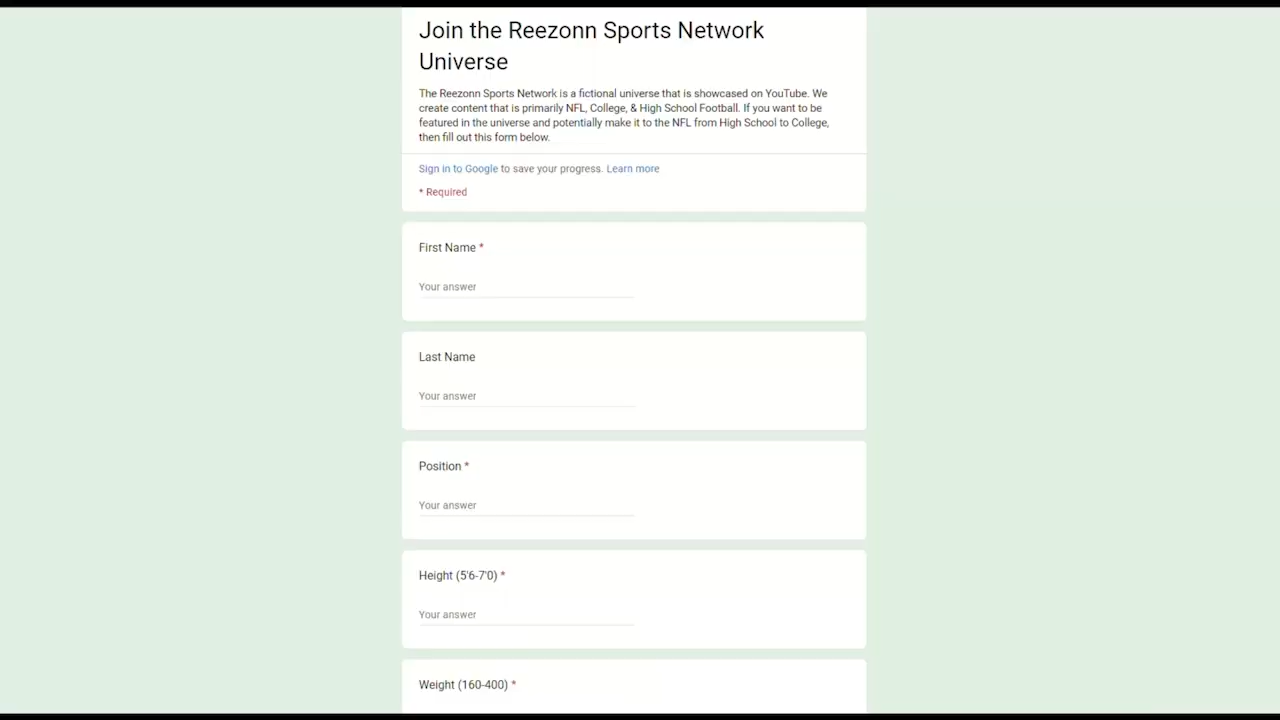 Join the Reezonn Sports Network
Universe
The Reezonn Sports Network is a fictional universe that is showcased on YouTube. We
create content that is primarily NFL, College, & High School Football. If you want to be
featured in the universe and potentially make it to the NFL from High School to College,
then fill out this form below.
Sign in to Google to save your progress. Learn more
* Required
First Name *
Your answer
Last Name
Your answer
Position *
Your answer
Height (5'6-7'0) *
Your answer
Weight (160-400) *